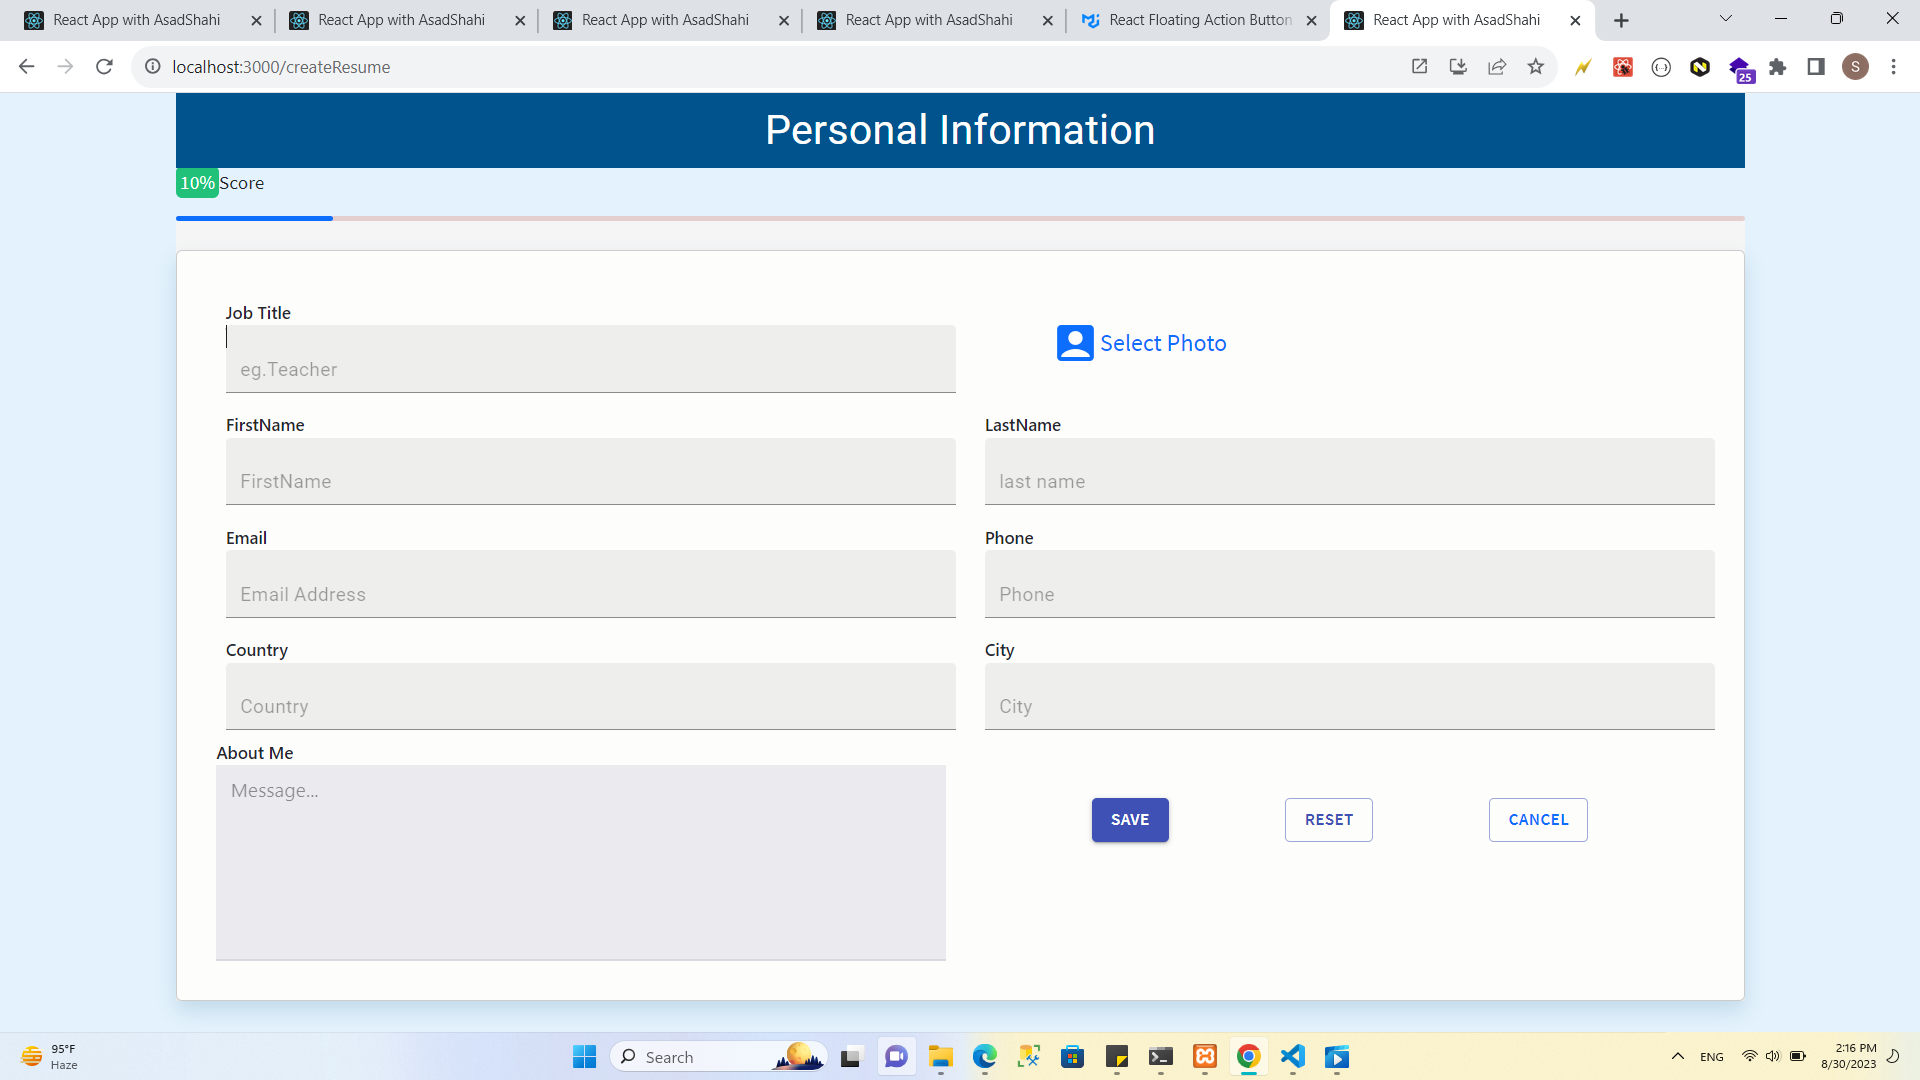 React App with AsadShahi
React App with AsadShahi
React App with AsadShahi
React App with AsadShahi
React Floating Action Button
React App with AsadShahi
localhost:3000/createResume
25
S
Personal Information
10% Score
Job Title
eg.Teacher
Select Photo
FirstName
FirstName
LastName
last name
Email
Email Address
Phone
Phone
Country
Country
City
City
About Me
Message...
SAVE
RESET
CANCEL
95°F
Haze
Search
ENG
2:16 PM
8/30/2023